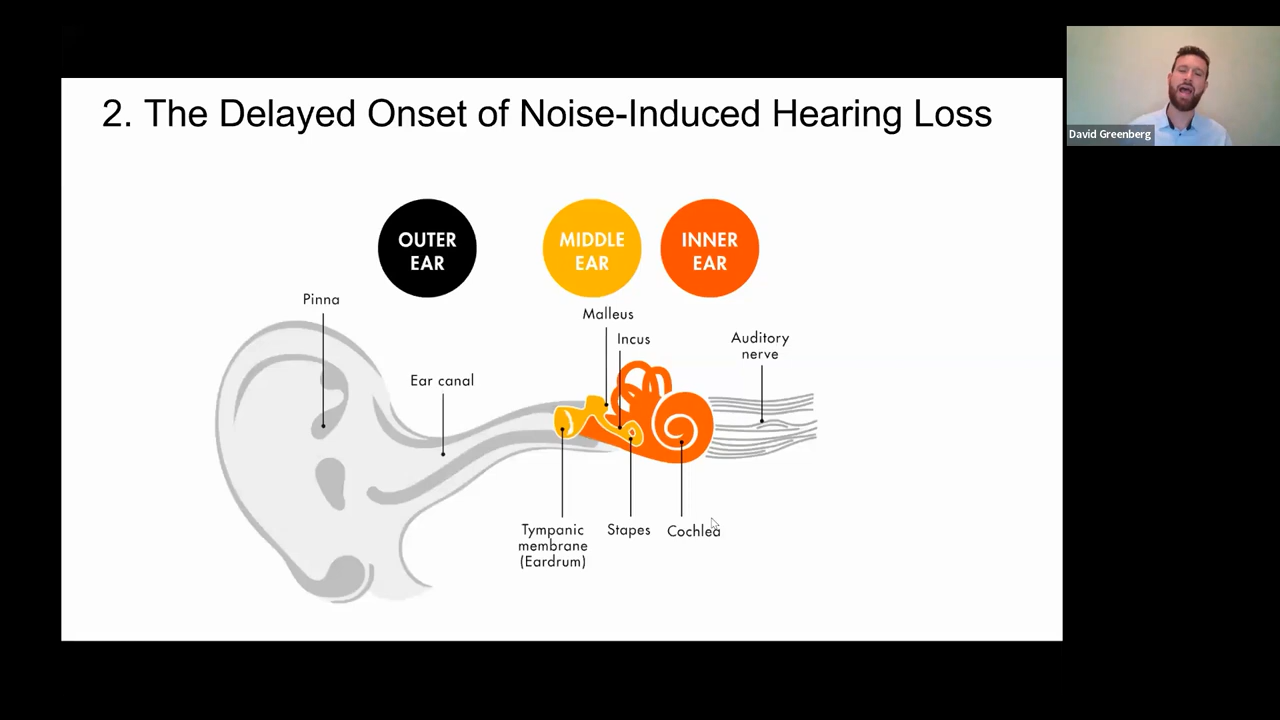 2. The Delayed Onset of Noise-Induced Hearing Loss
David Greenberg
OUTER
EAR
MIDDLE
EAR
INNER
EAR
Pinna
Malleus
Incus
Auditory
nerve
Ear canal
Tympanic
membrane
(Eardrum)
Stapes
Cochlea